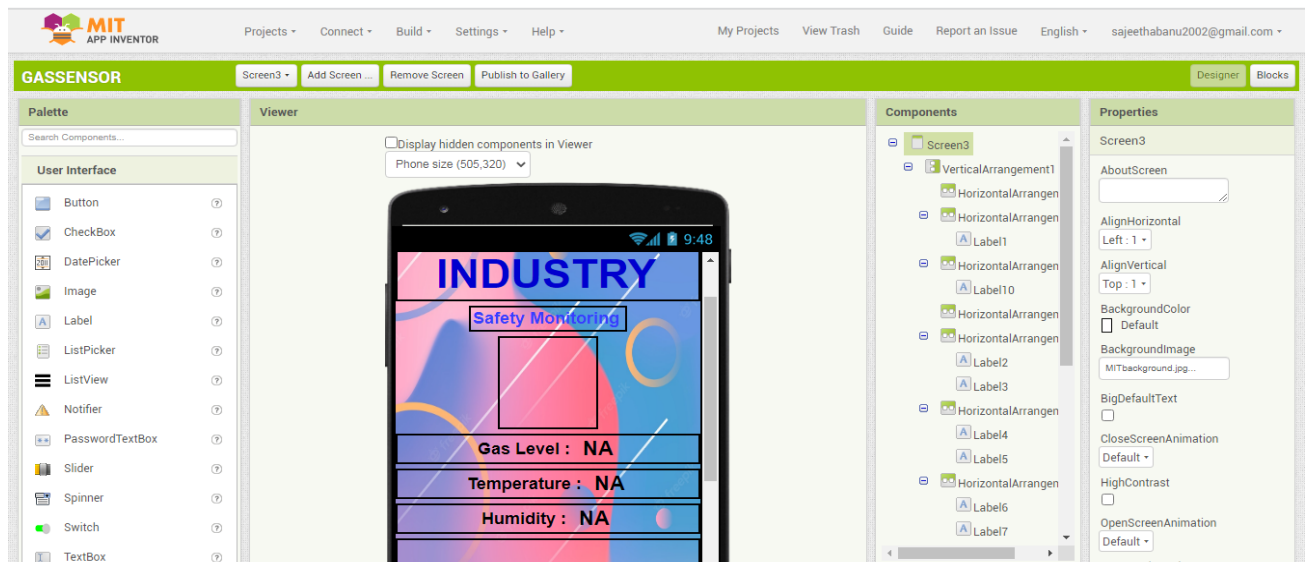 MIT
APP INVENTOR
Projects Connect Build Settings Help My Projects View Trash Guide Report an Issue English sajeethabanu2002@gmail.com
GASSENSOR Screen3 Add Screen ... Remove Screen Publish to Gallery Designer Blocks
Palette
Search Components...
User Interface
Button
CheckBox
DatePicker
Image
Label
ListPicker
ListView
Notifier
PasswordTextBox
Slider
Spinner
Switch
TextBox
Viewer
Display hidden components in Viewer
Phone size (505,320)
9:48
INDUSTRY
Safety Monitoring
Gas Level : NA
Temperature : NA
Humidity : NA
Components
Screen3
VerticalArrangement1
HorizontalArrangen
HorizontalArrangen
Label1
HorizontalArrangen
Label10
HorizontalArrangen
HorizontalArrangen
Label2
Label3
HorizontalArrangen
Label4
Label5
HorizontalArrangen
Label6
Label7
Properties
Screen3
AboutScreen
AlignHorizontal
Left : 1
AlignVertical
Top : 1
BackgroundColor
Default
BackgroundImage
MITbackground.jpg...
BigDefaultText
CloseScreenAnimation
Default
HighContrast
OpenScreenAnimation
Default